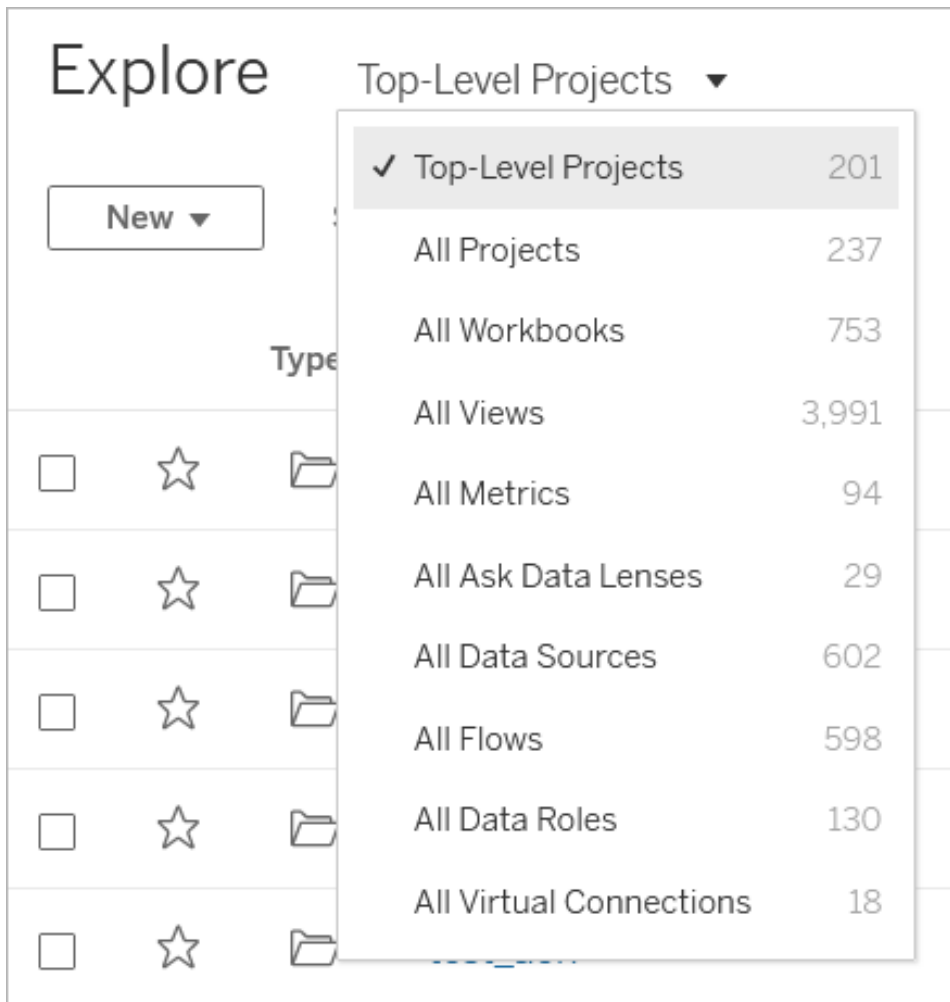 Explore Top-Level Projects
Top-Level Projects 201
New
All Projects 237
All Workbooks 753
Type
All Views 3,991
All Metrics 94
All Ask Data Lenses 29
All Data Sources 602
All Flows 598
All Data Roles 130
All Virtual Connections 18